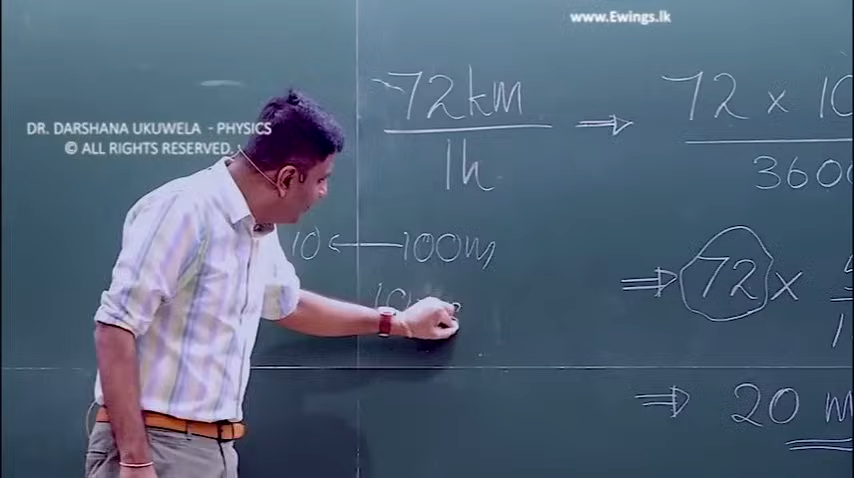 www.Ewings.lk
72km ⇒ 72 × 10
1h 3600
DR. DARSHANA UKUWELA - PHYSICS
© ALL RIGHTS RESERVED.
10 ← 100m
⇒ 72 ×
⇒ 20 m